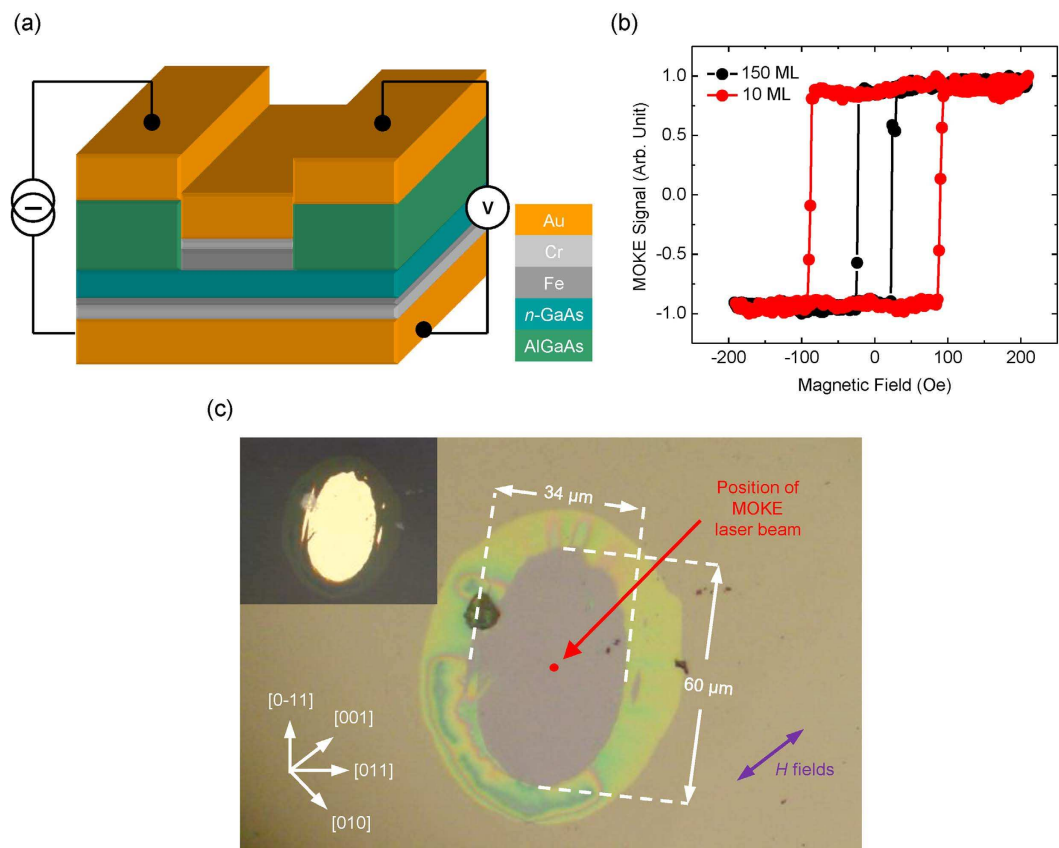 (a)
V
Au
Cr
Fe
n-GaAs
AlGaAs
(b)
150 ML
10 ML
MOKE Signal (Arb. Unit)
1.0
0.5
0.0
-0.5
-1.0
-200
-100
0
100
200
Magnetic Field (Oe)
(c)
34 µm
Position of
MOKE
laser beam
60 µm
[0-11]
[001]
[011]
[010]
H fields